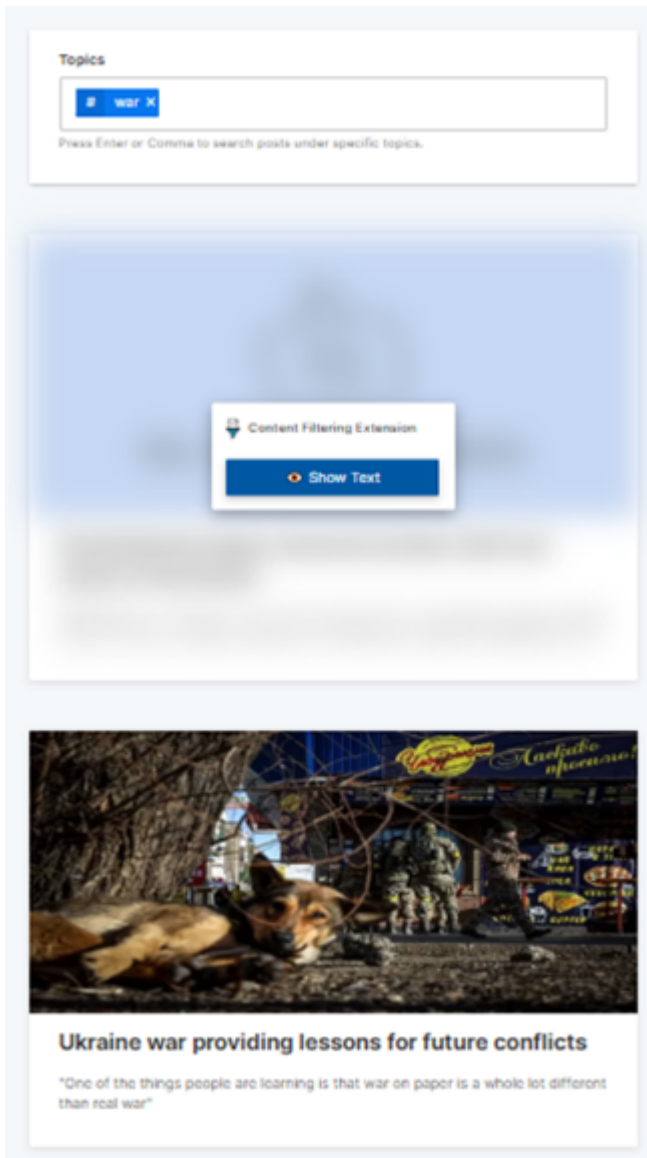 Topics
# war ×
Press Enter or Comma to search posts under specific topics.
Content Filtering Extension
Show Text
Ласкаво
просимо!
Ukraine war providing lessons for future conflicts
"One of the things people are learning is that war on paper is a whole lot different
than real war"